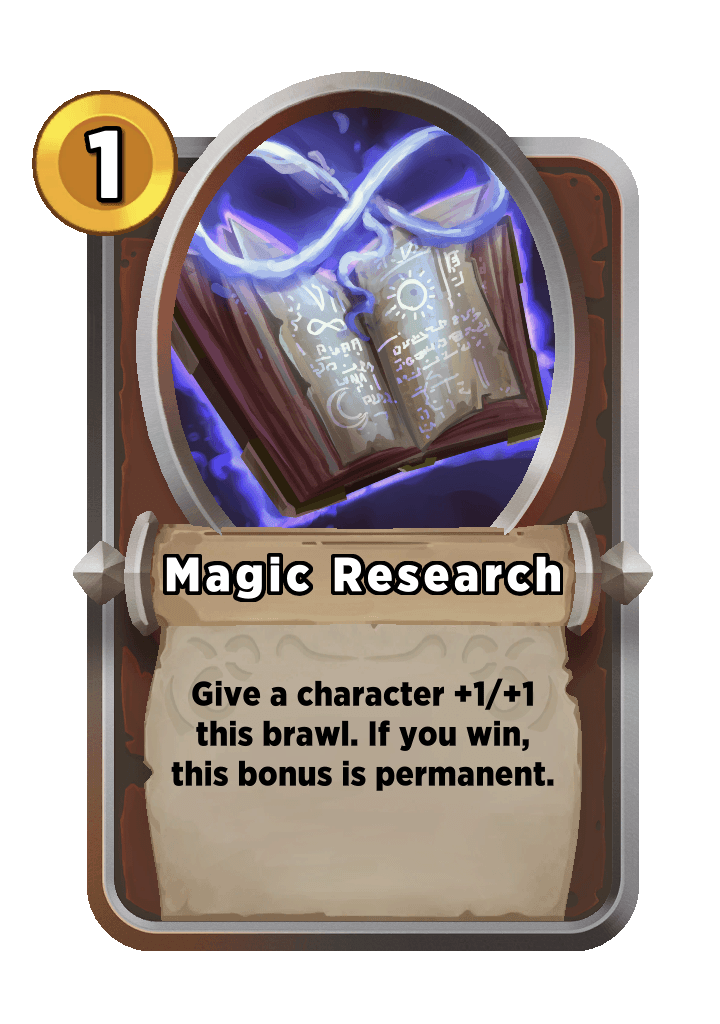 1
Magic Research
Give a character +1/+1
this brawl. If you win,
this bonus is permanent.